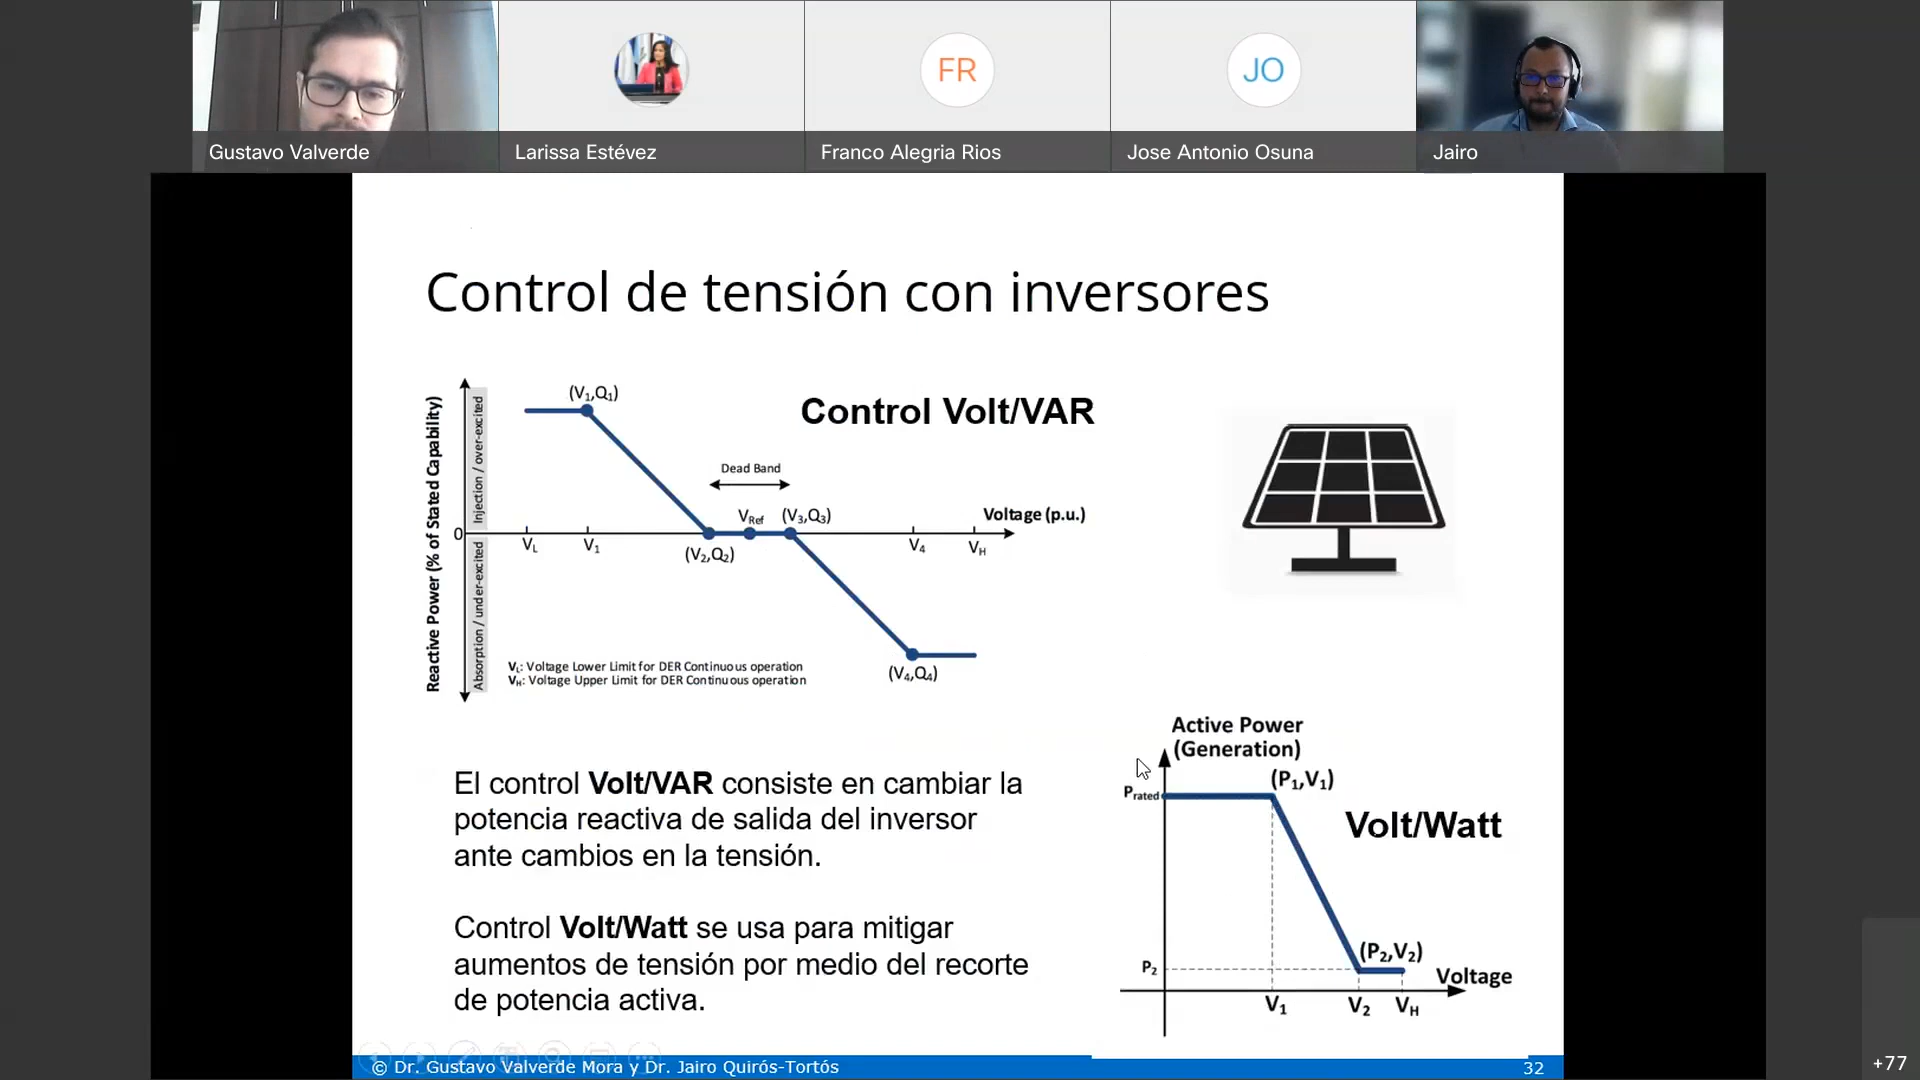 Gustavo Valverde
Larissa Estévez
FR
Franco Alegria Rios
JO
Jose Antonio Osuna
Jairo
Control de tensión con inversores
Control Volt/VAR
Reactive Power (% of Stated Capability)
Injection / over-excited
Absorption / under-excited
(V1,Q1)
Dead Band
VRef
(V3,Q3)
Voltage (p.u.)
0
VL
V1
(V2,Q2)
V4
VH
VL: Voltage Lower Limit for DER Continuous operation
VH: Voltage Upper Limit for DER Continuous operation
(V4,Q4)
El control Volt/VAR consiste en cambiar la
potencia reactiva de salida del inversor
ante cambios en la tensión.
Control Volt/Watt se usa para mitigar
aumentos de tensión por medio del recorte
de potencia activa.
Active Power
(Generation)
Prated
(P1,V1)
Volt/Watt
(P2,V2)
P2
Voltage
V1
V2
VH
© Dr. Gustavo Valverde Mora y Dr. Jairo Quirós-Tortós
32
+77